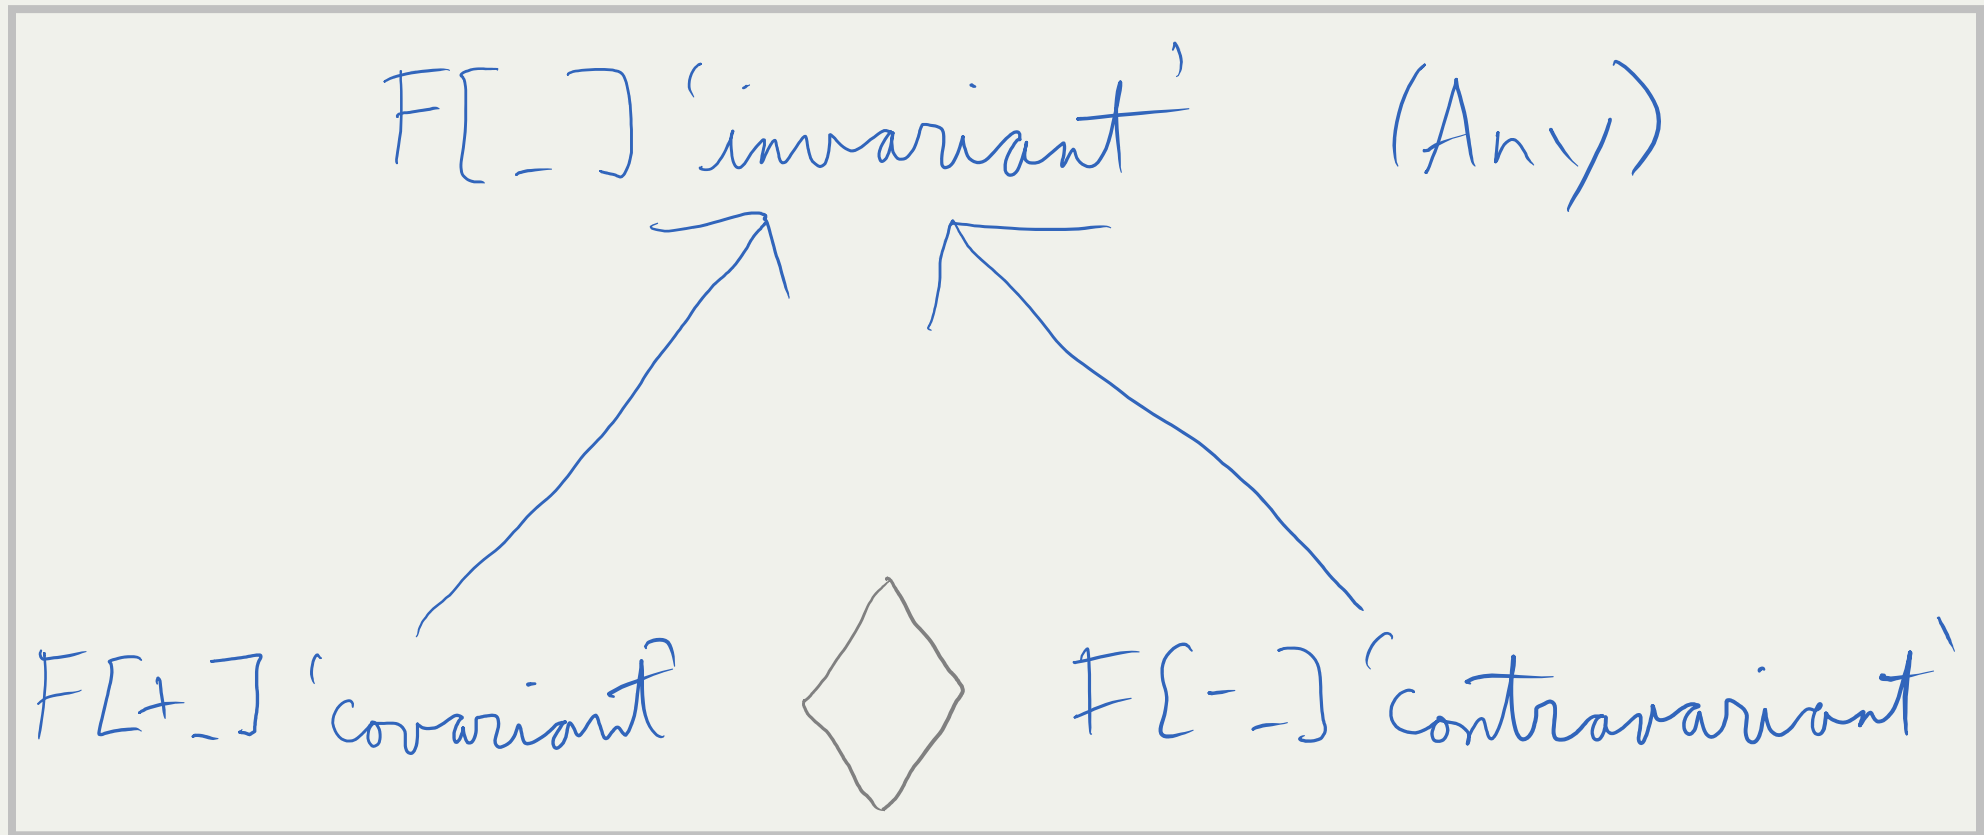 F[_] 'invariant' (Any)
F[+_] 'covariant' F[-_] 'contravariant'